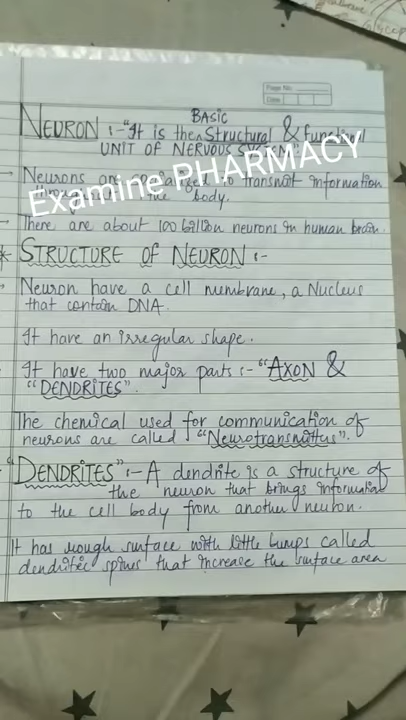 Page No.
Date
BASIC
NEURON :- "It is the Structural & functional
UNIT OF NERVOUS SYSTEM"
Examine PHARMACY
→ Neurons are to transmit information
the body.
→ There are about 100 billion neurons in human brain.
* STRUCTURE OF NEURON :-
Neuron have a cell membrane, a Nucleus
that contain DNA.
It have an irregular shape.
It have two major parts :- "AXON &
"DENDRITES".
The chemical used for communication of
neurons are called "Neurotransmitters".
"DENDRITES" :- A dendrite is a structure of
the neuron that brings information
to the cell body from another neuron.
It has rough surface with little bumps called
dendritic spines that increase the surface area